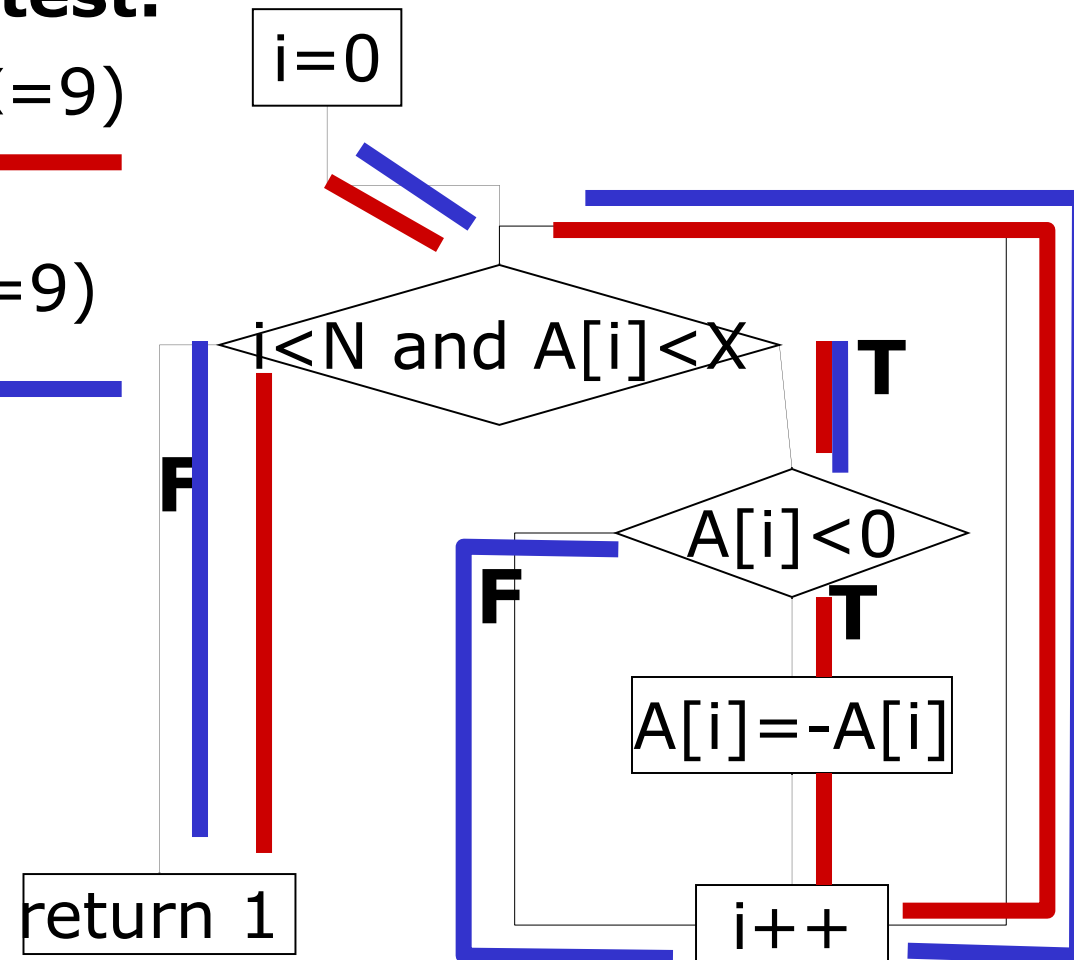 test:
i=0
(=9)
=9)
i<N and A[i]<X
T
F
A[i]<0
F
T
A[i]=-A[i]
return 1
i++